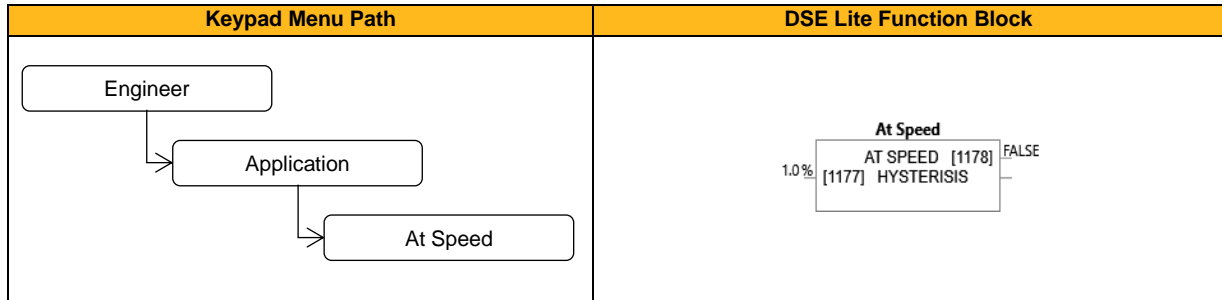 Keypad Menu Path
DSE Lite Function Block
Engineer
Application
At Speed
At Speed
AT SPEED [1178] FALSE
1.0% [1177] HYSTERISIS